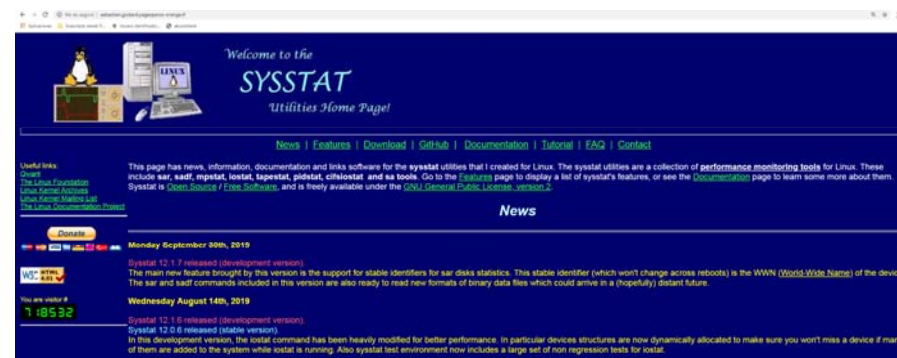 Welcome to the
SYSSTAT
Utilities Home Page!
LINUX
News | Features | Download | GitHub | Documentation | Tutorial | FAQ | Contact
Useful links:
Qwant
The Linux Foundation
Linux Kernel Archives
Linux Kernel Mailing List
The Linux Documentation Project
Donate
W3C HTML 4.01
You are visitor #
This page has news, information, documentation and links software for the sysstat utilities that I created for Linux. The sysstat utilities are a collection of performance monitoring tools for Linux. These
include sar, sadf, mpstat, iostat, tapestat, pidstat, cifsiostat and sa tools. Go to the Features page to display a list of sysstat's features, or see the Documentation page to learn some more about them.
Sysstat is Open Source / Free Software, and is freely available under the GNU General Public License, version 2.
News
Monday September 30th, 2019
Sysstat 12.1.7 released (development version).
The main new feature brought by this version is the support for stable identifiers for sar disks statistics. This stable identifier (which won't change across reboots) is the WWN (World-Wide Name) of the devic
The sar and sadf commands included in this version are also ready to read new formats of binary data files which could arrive in a (hopefully) distant future.
Wednesday August 14th, 2019
Sysstat 12.1.6 released (development version).
Sysstat 12.0.6 released (stable version).
In this development version, the iostat command has been heavily modified for better performance. In particular devices structures are now dynamically allocated to make sure you won't miss a device if man
of them are added to the system while iostat is running. Also sysstat test environment now includes a large set of non regression tests for iostat.